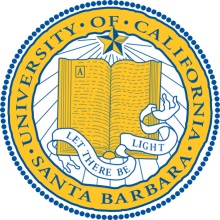 · UNIVERSITY · OF · CALIFORNIA ·
SANTA BARBARA
A
LET THERE BE
LIGHT